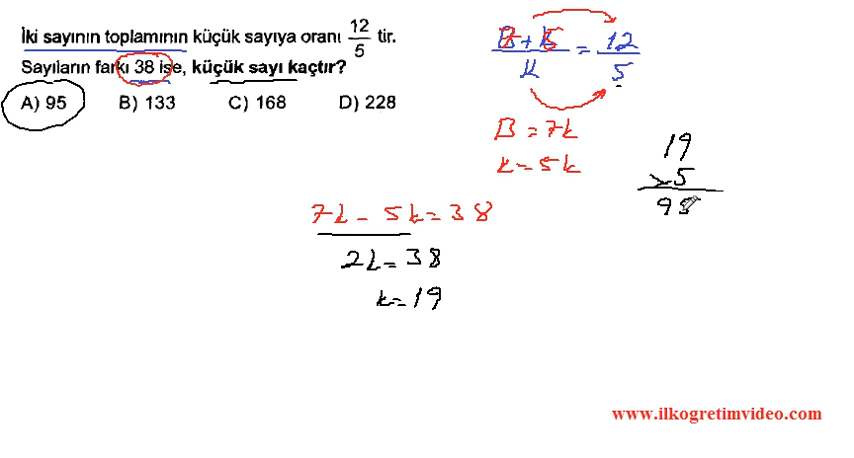 İki sayının toplamının küçük sayıya oranı 12/5 tir.
Sayıların farkı 38 ise, küçük sayı kaçtır?
A) 95 B) 133 C) 168 D) 228
B + K / K = 12 / 5
B = 7k
K = 5k
19
x 5
95
7k - 5k = 38
2k = 38
k = 19
www.ilkogretimvideo.com